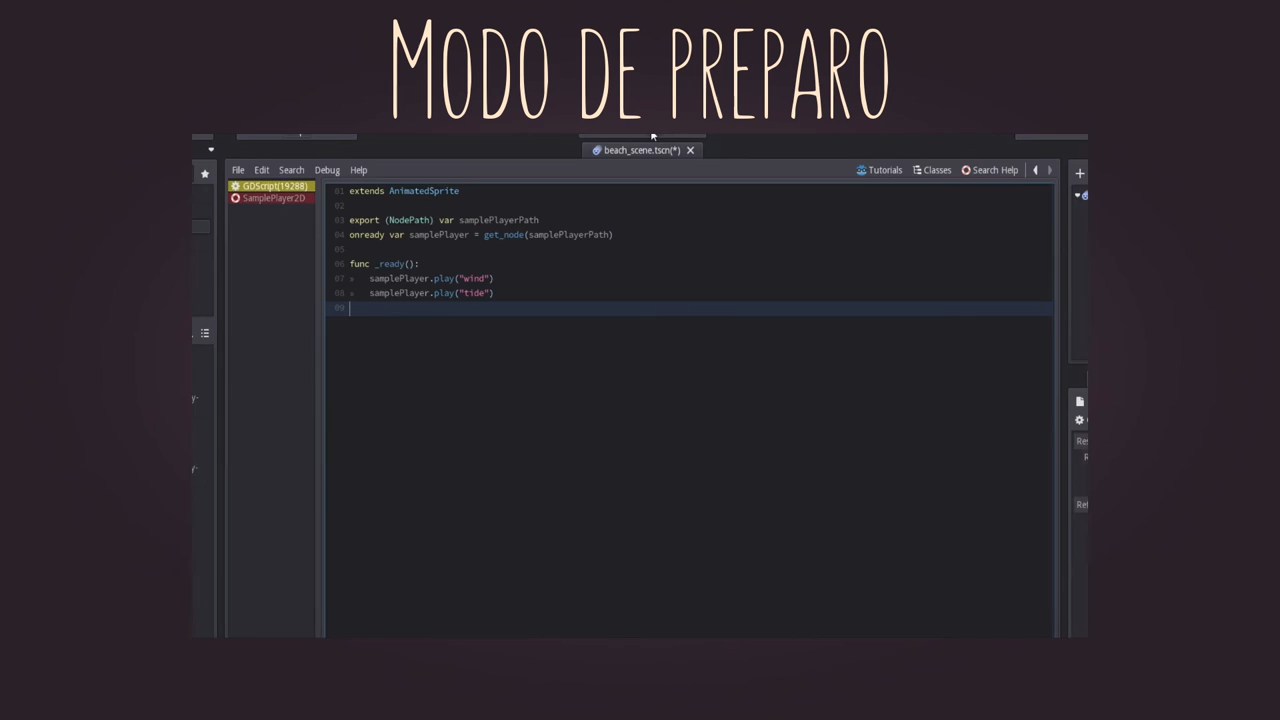 Modo de preparo
beach_scene.tscn(*)
File Edit Search Debug Help Tutorials Classes Search Help
GDScript(19288)
SamplePlayer2D
01 extends AnimatedSprite
02
03 export (NodePath) var samplePlayerPath
04 onready var samplePlayer = get_node(samplePlayerPath)
05
06 func _ready():
07 » samplePlayer.play("wind")
08 » samplePlayer.play("tide")
09